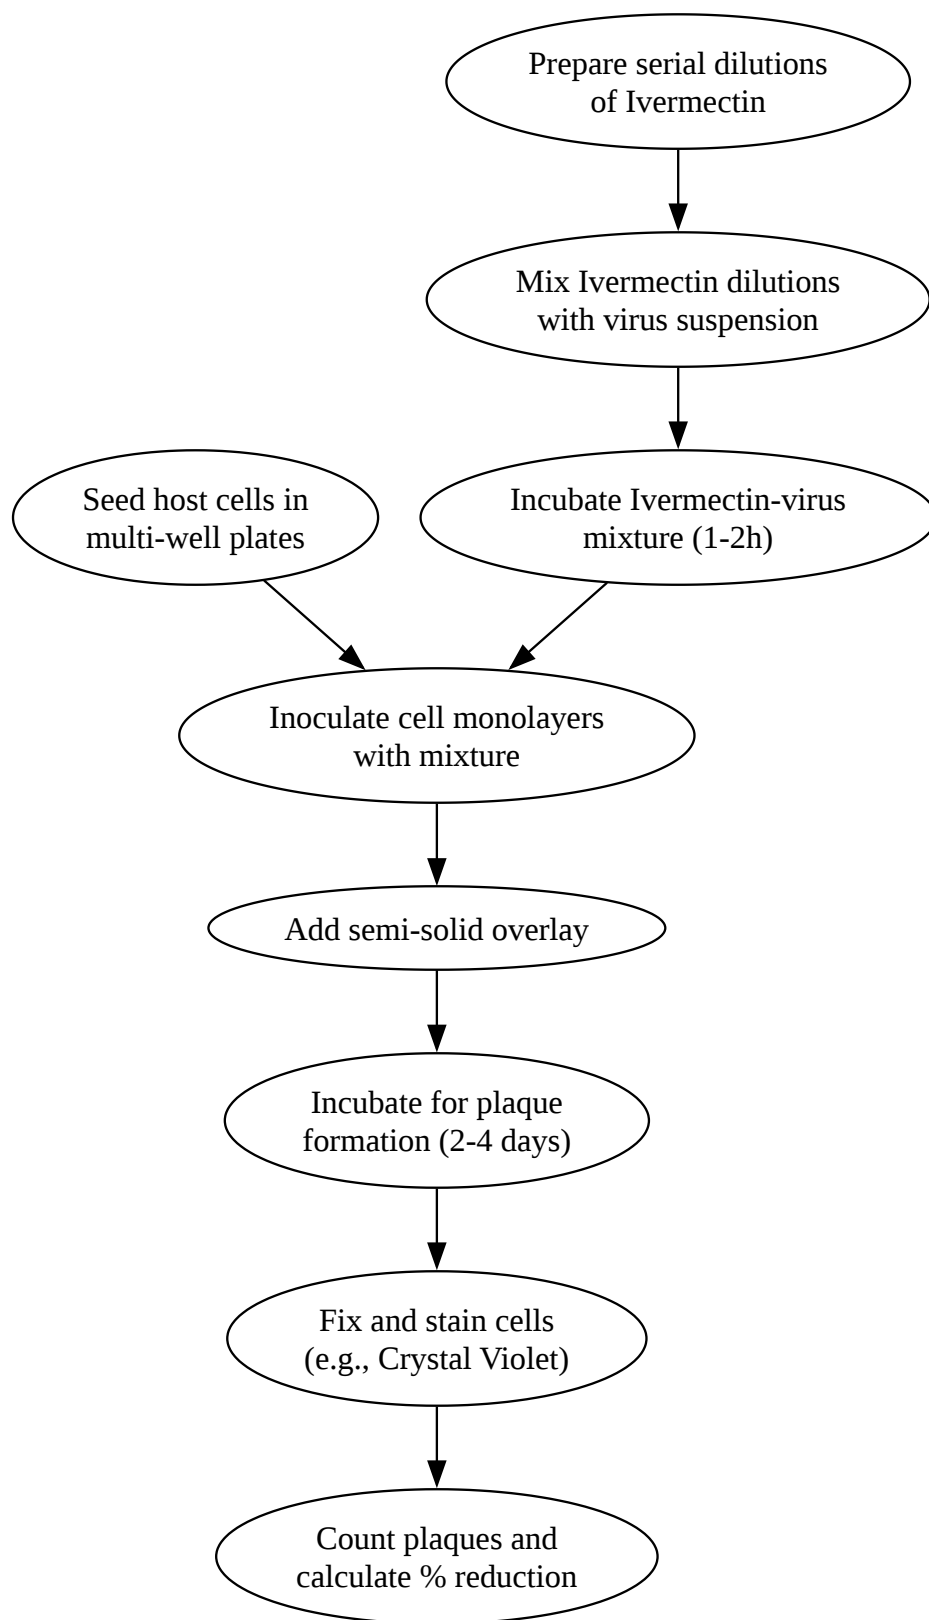 Prepare serial dilutions
of Ivermectin
Mix Ivermectin dilutions
with virus suspension
Seed host cells in
multi-well plates
Incubate Ivermectin-virus
mixture (1-2h)
Inoculate cell monolayers
with mixture
Add semi-solid overlay
Incubate for plaque
formation (2-4 days)
Fix and stain cells
(e.g., Crystal Violet)
Count plaques and
calculate % reduction